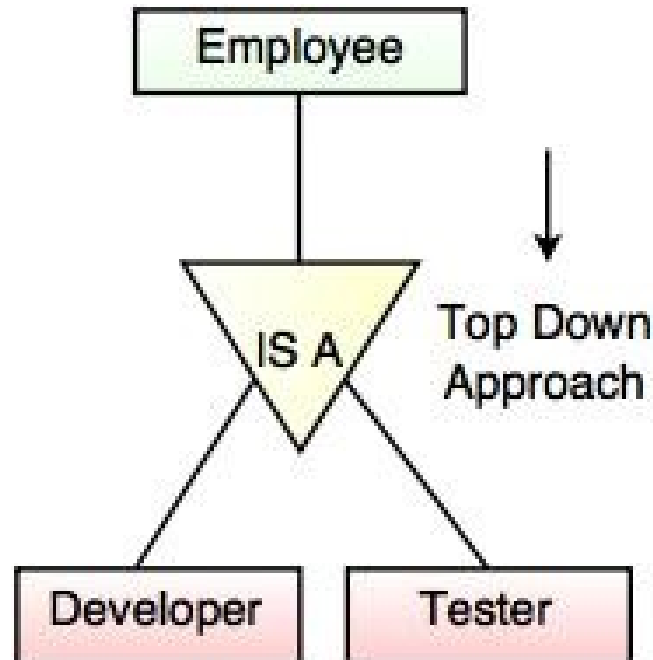 Employee
IS A
Top Down
Approach
Developer
Tester